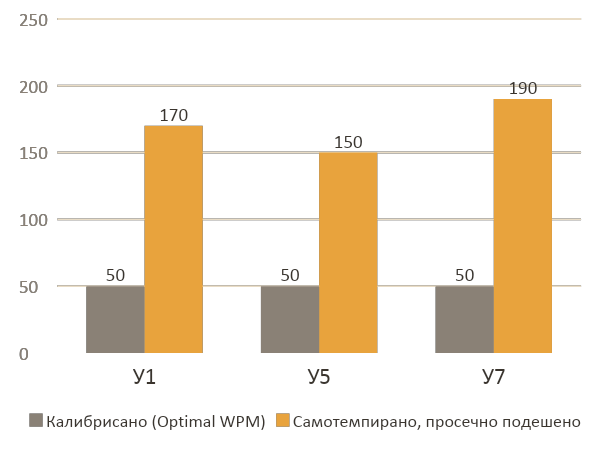 250
200
150
100
50
0
170
150
190
50
50
50
У1
У5
У7
Калибрисано (Optimal WPM)
Самотемпирано, просечно подешено